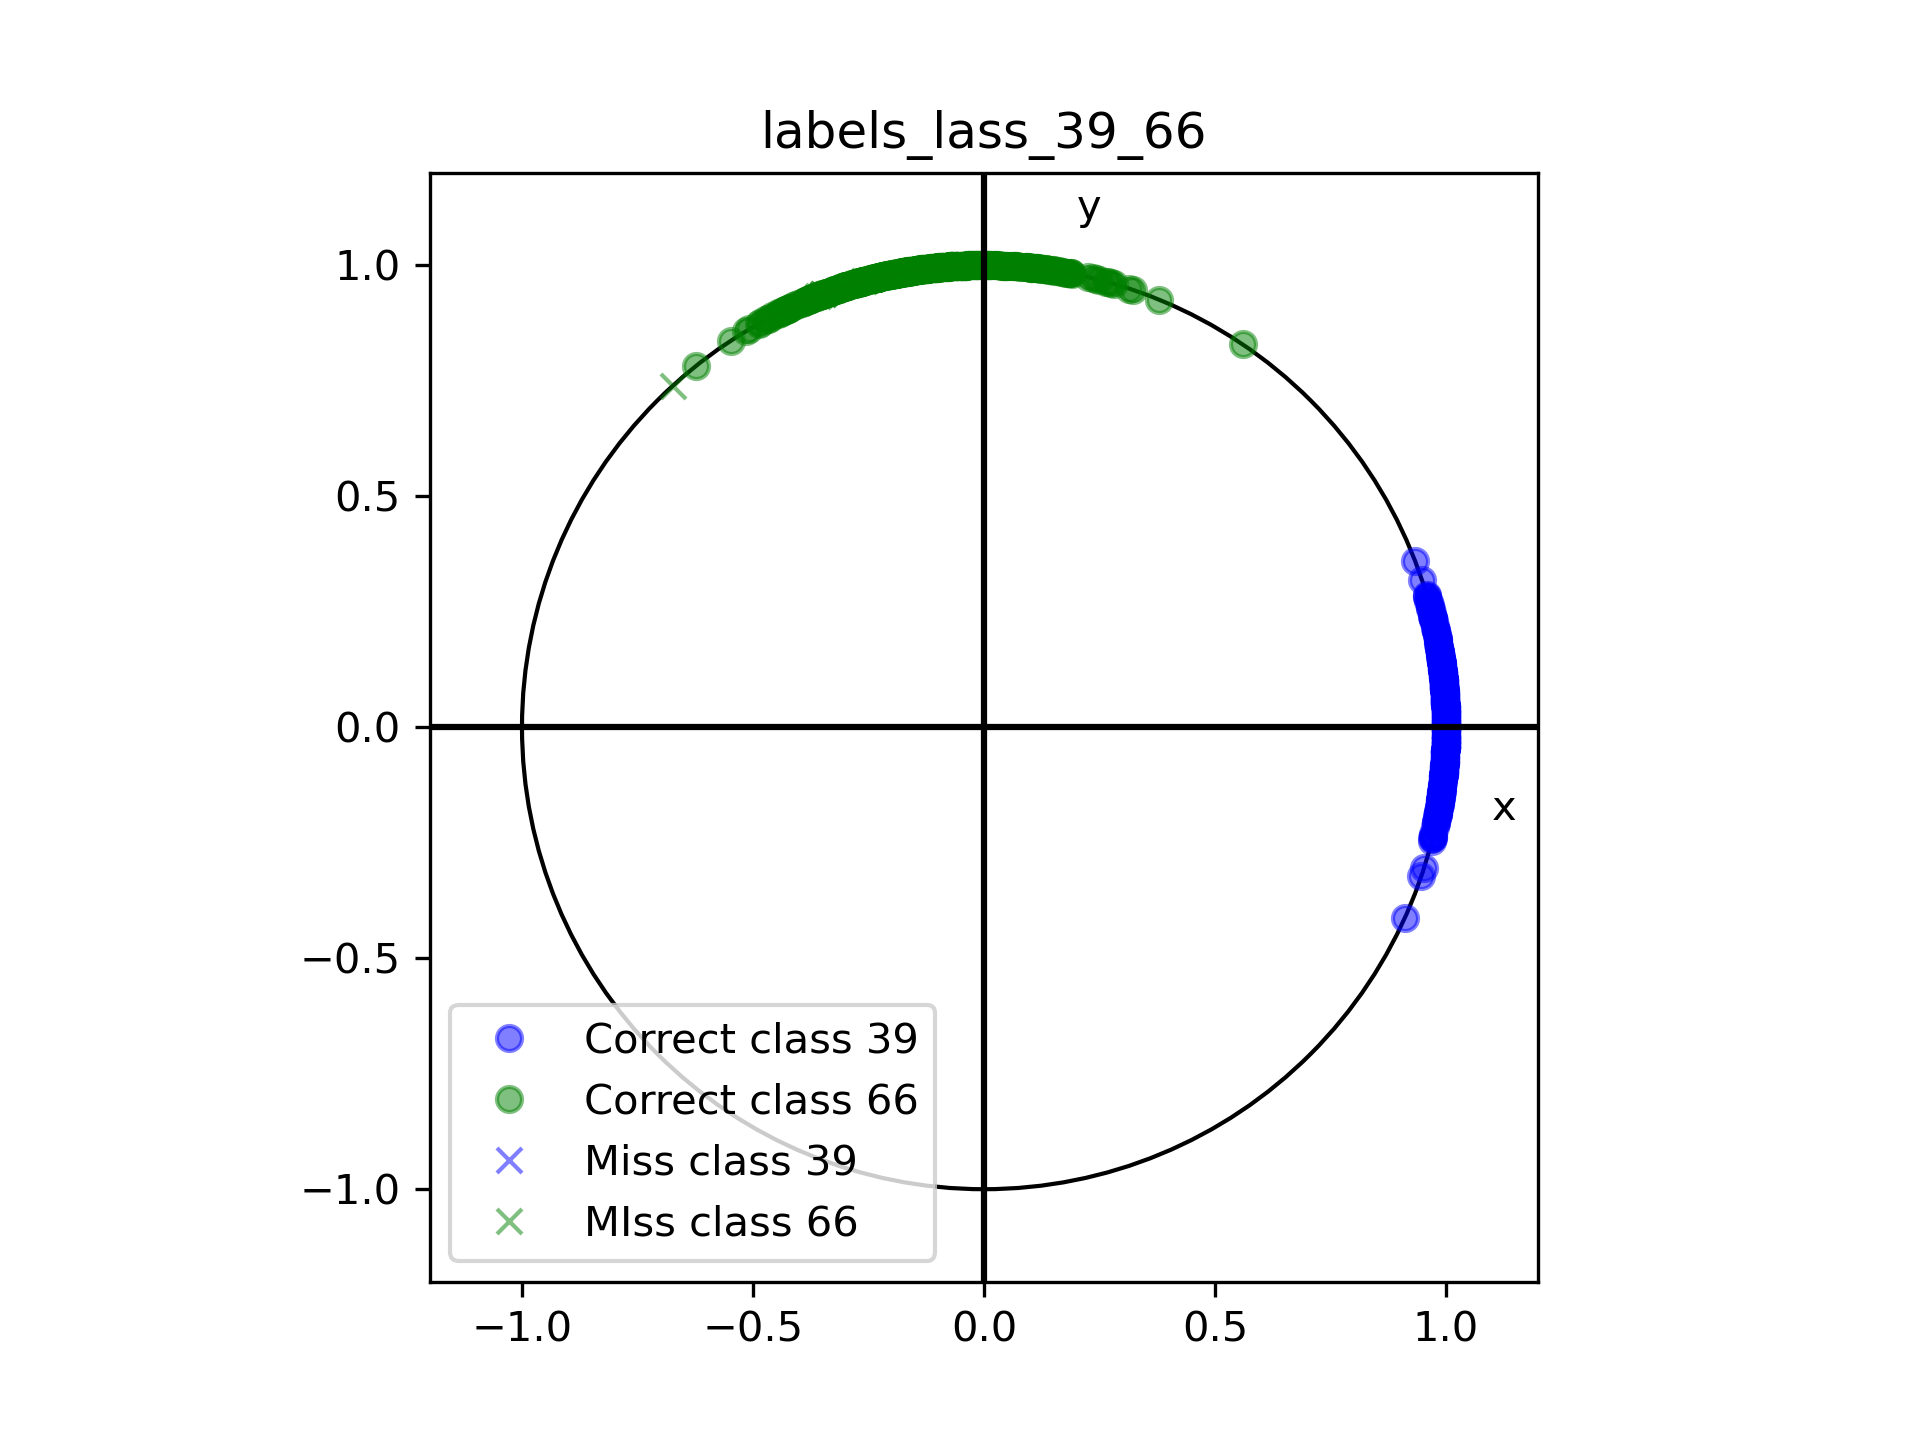 labels_lass_39_66
y
1.0
0.5
0.0
x
−0.5
−1.0
Correct class 39
Correct class 66
Miss class 39
MIss class 66
−1.0 −0.5 0.0 0.5 1.0